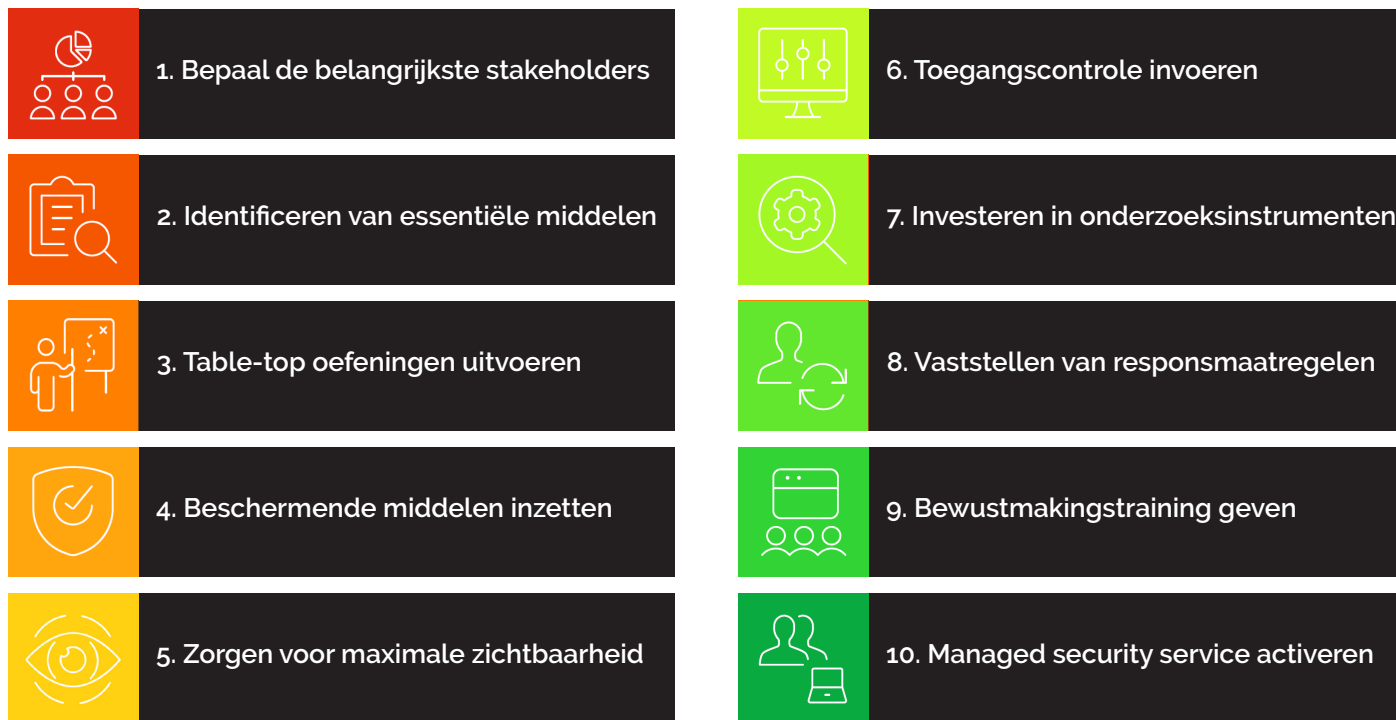 1. Bepaal de belangrijkste stakeholders
2. Identificeren van essentiële middelen
3. Table-top oefeningen uitvoeren
4. Beschermende middelen inzetten
5. Zorgen voor maximale zichtbaarheid
6. Toegangscontrole invoeren
7. Investeren in onderzoeksinstrumenten
8. Vaststellen van responsmaatregelen
9. Bewustmakingstraining geven
10. Managed security service activeren